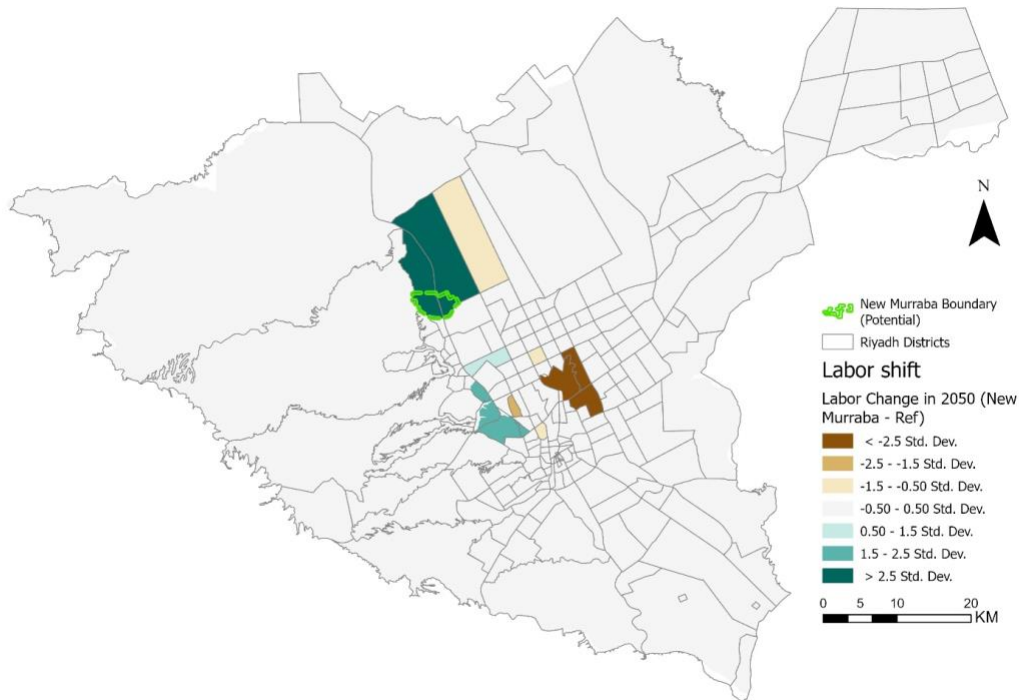 N
New Murraba Boundary
(Potential)
Riyadh Districts
Labor shift
Labor Change in 2050 (New
Murraba - Ref)
< -2.5 Std. Dev.
-2.5 - -1.5 Std. Dev.
-1.5 - -0.50 Std. Dev.
-0.50 - 0.50 Std. Dev.
0.50 - 1.5 Std. Dev.
1.5 - 2.5 Std. Dev.
> 2.5 Std. Dev.
0 5 10 20
KM